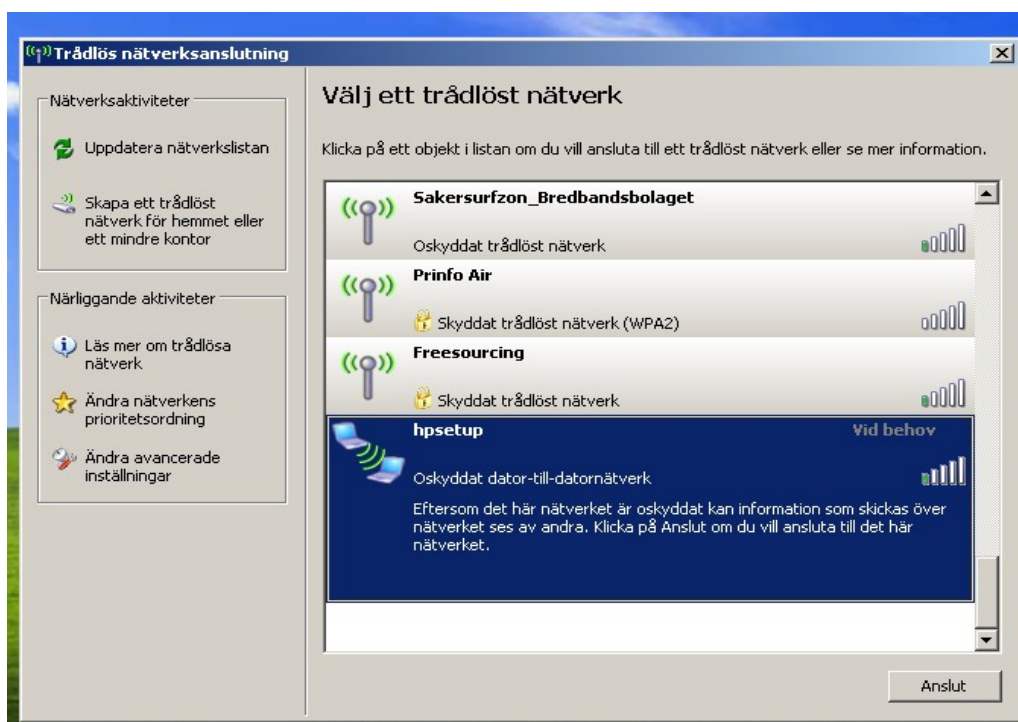 Trådlös nätverksanslutning
Nätverksaktiviteter
Uppdatera nätverkslistan
Skapa ett trådlöst
nätverk för hemmet eller
ett mindre kontor
Närliggande aktiviteter
Läs mer om trådlösa
nätverk
Ändra nätverkens
prioritetsordning
Ändra avancerade
inställningar
Välj ett trådlöst nätverk
Klicka på ett objekt i listan om du vill ansluta till ett trådlöst nätverk eller se mer information.
Sakersurfzon_Bredbandsbolaget
Oskyddat trådlöst nätverk
Prinfo Air
Skyddat trådlöst nätverk (WPA2)
Freesourcing
Skyddat trådlöst nätverk
hpsetup Vid behov
Oskyddat dator-till-datornätverk
Eftersom det här nätverket är oskyddat kan information som skickas över
nätverket ses av andra. Klicka på Anslut om du vill ansluta till det här
nätverket.
Anslut